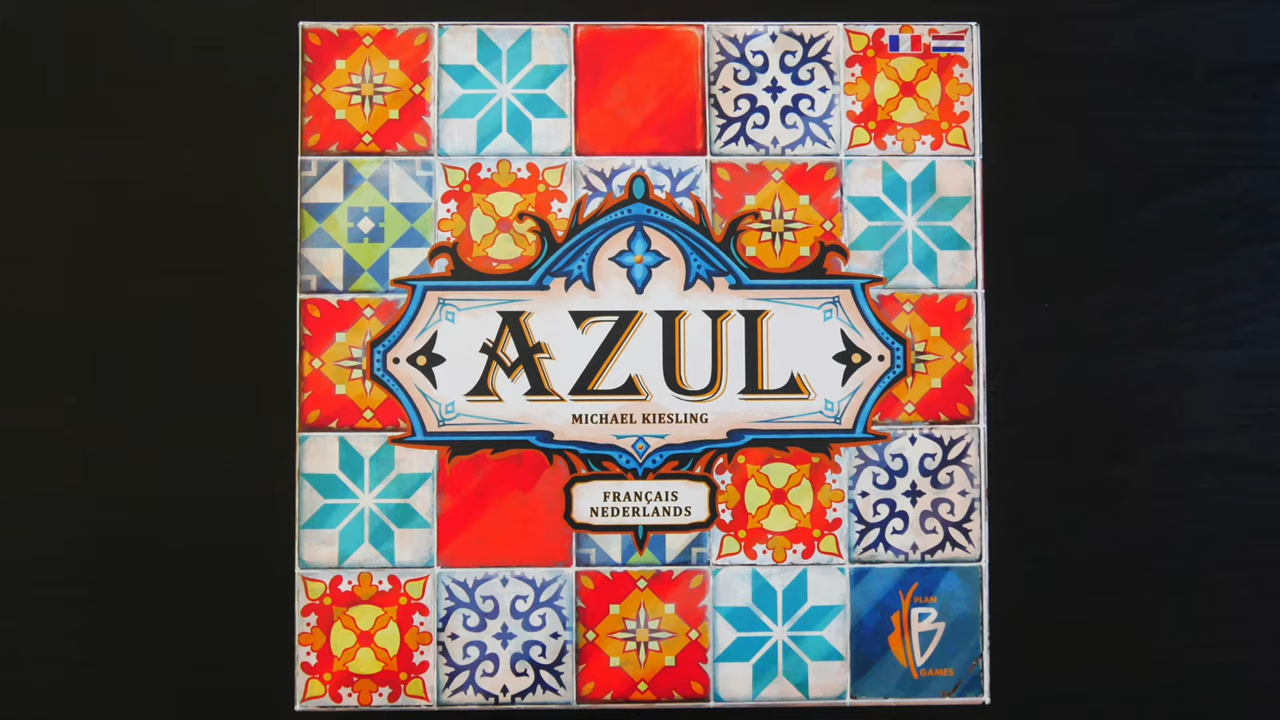 AZUL
MICHAEL KIESLING
FRANÇAIS
NEDERLANDS
PLAN
B
GAMES